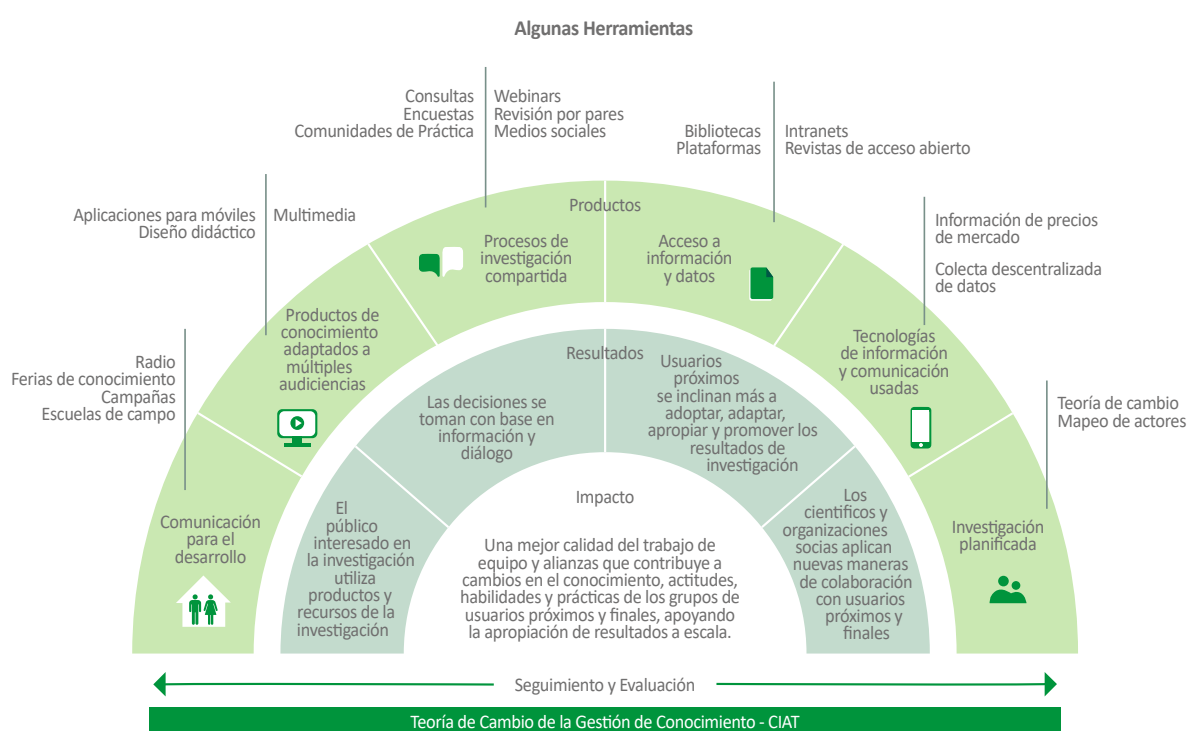 Algunas Herramientas
Consultas
Encuestas
Comunidades de Práctica
Webinars
Revisión por pares
Medios sociales
Bibliotecas
Plataformas
Intranets
Revistas de acceso abierto
Aplicaciones para móviles
Diseño didáctico
Multimedia
Información de precios
de mercado
Colecta descentralizada
de datos
Radio
Ferias de conocimiento
Campañas
Escuelas de campo
Teoría de cambio
Mapeo de actores
Productos
Comunicación
para el
desarrollo
Productos de
conocimiento
adaptados a
múltiples
audiciencias
Procesos de
investigación
compartida
Acceso a
información
y datos
Tecnologías
de información
y comunicación
usadas
Investigación
planificada
Resultados
El
público
interesado en
la investigación
utiliza
productos y
recursos de la
investigación
Las decisiones se
toman con base en
información y
diálogo
Usuarios
próximos
se inclinan más a
adoptar, adaptar,
apropiar y promover los
resultados de
investigación
Los
científicos y
organizaciones
socias aplican
nuevas maneras
de colaboración
con usuarios
próximos y
finales
Impacto
Una mejor calidad del trabajo de
equipo y alianzas que contribuye a
cambios en el conocimiento, actitudes,
habilidades y prácticas de los grupos de
usuarios próximos y finales, apoyando
la apropiación de resultados a escala.
Seguimiento y Evaluación
Teoría de Cambio de la Gestión de Conocimiento - CIAT